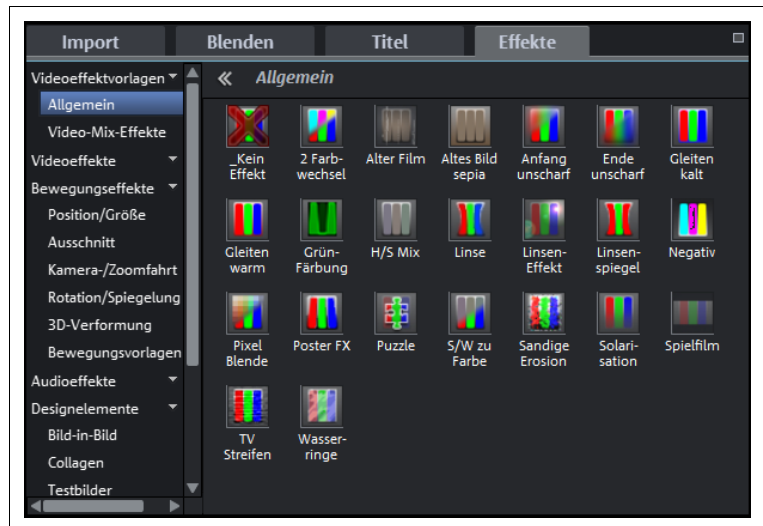 Import
Blenden
Titel
Effekte
Videoeffektvorlagen
Allgemein
Video-Mix-Effekte
Videoeffekte
Bewegungseffekte
Position/Größe
Ausschnitt
Kamera-/Zoomfahrt
Rotation/Spiegelung
3D-Verformung
Bewegungsvorlagen
Audioeffekte
Designelemente
Bild-in-Bild
Collagen
Testbilder
Allgemein
_Kein
Effekt
2 Farb-
wechsel
Alter Film
Altes Bild
sepia
Anfang
unscharf
Ende
unscharf
Gleiten
kalt
Gleiten
warm
Grün-
Färbung
H/S Mix
Linse
Linsen-
Effekt
Linsen-
spiegel
Negativ
Pixel
Blende
Poster FX
Puzzle
S/W zu
Farbe
Sandige
Erosion
Solari-
sation
Spielfilm
TV
Streifen
Wasser-
ringe